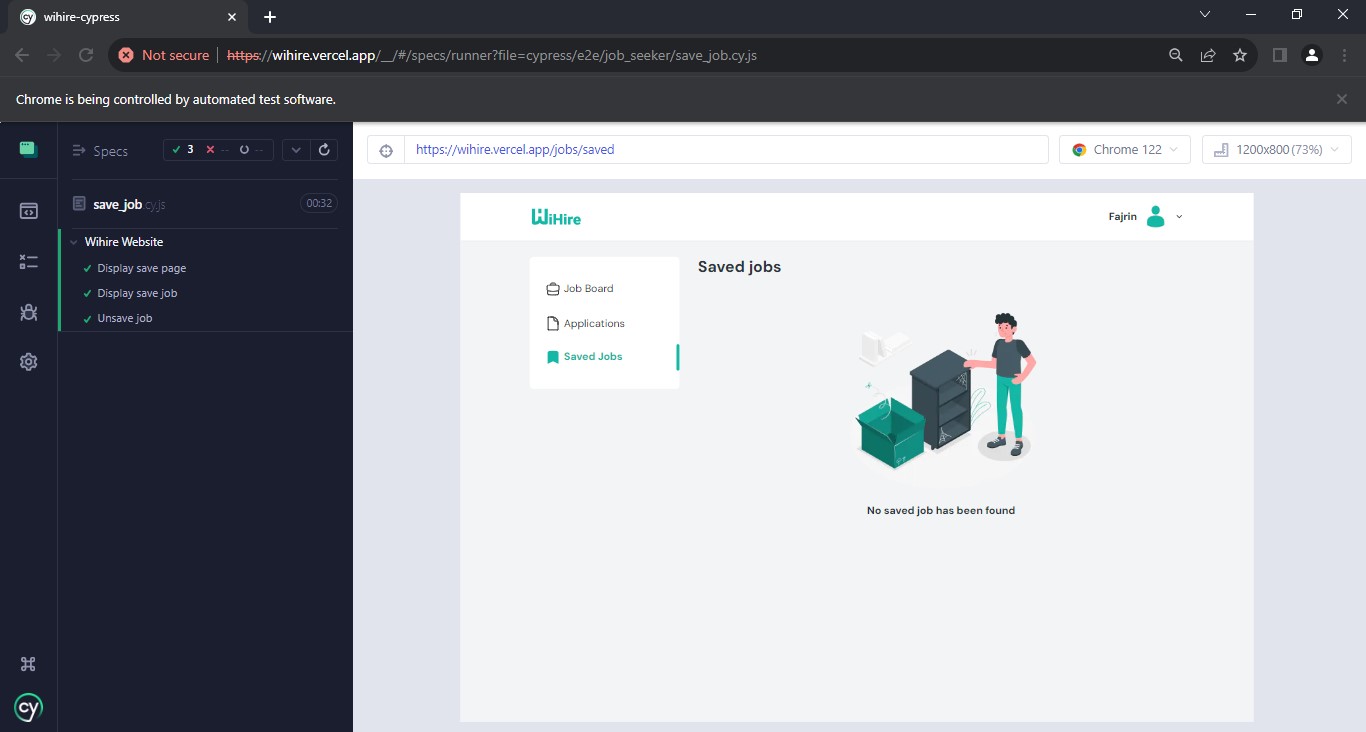 wihire-cypress
Not secure | https://wihire.vercel.app/__/#/specs/runner?file=cypress/e2e/job_seeker/save_job.cy.js
Chrome is being controlled by automated test software.
Specs
3 -- --
https://wihire.vercel.app/jobs/saved
Chrome 122
1200x800 (73%)
save_job.cy.js
00:32
Wihire Website
Display save page
Display save job
Unsave job
WiHire
Fajrin
Job Board
Applications
Saved Jobs
Saved jobs
No saved job has been found
cy